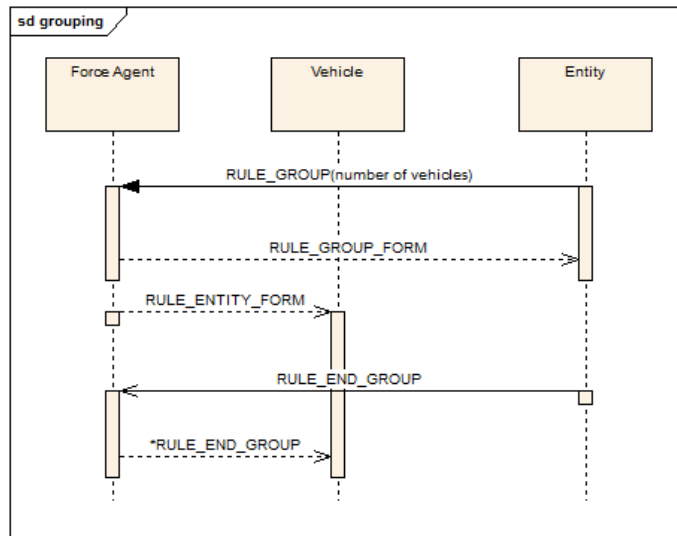 sd grouping
Force Agent
Vehicle
Entity
RULE_GROUP(number of vehicles)
RULE_GROUP_FORM
RULE_ENTITY_FORM
RULE_END_GROUP
*RULE_END_GROUP